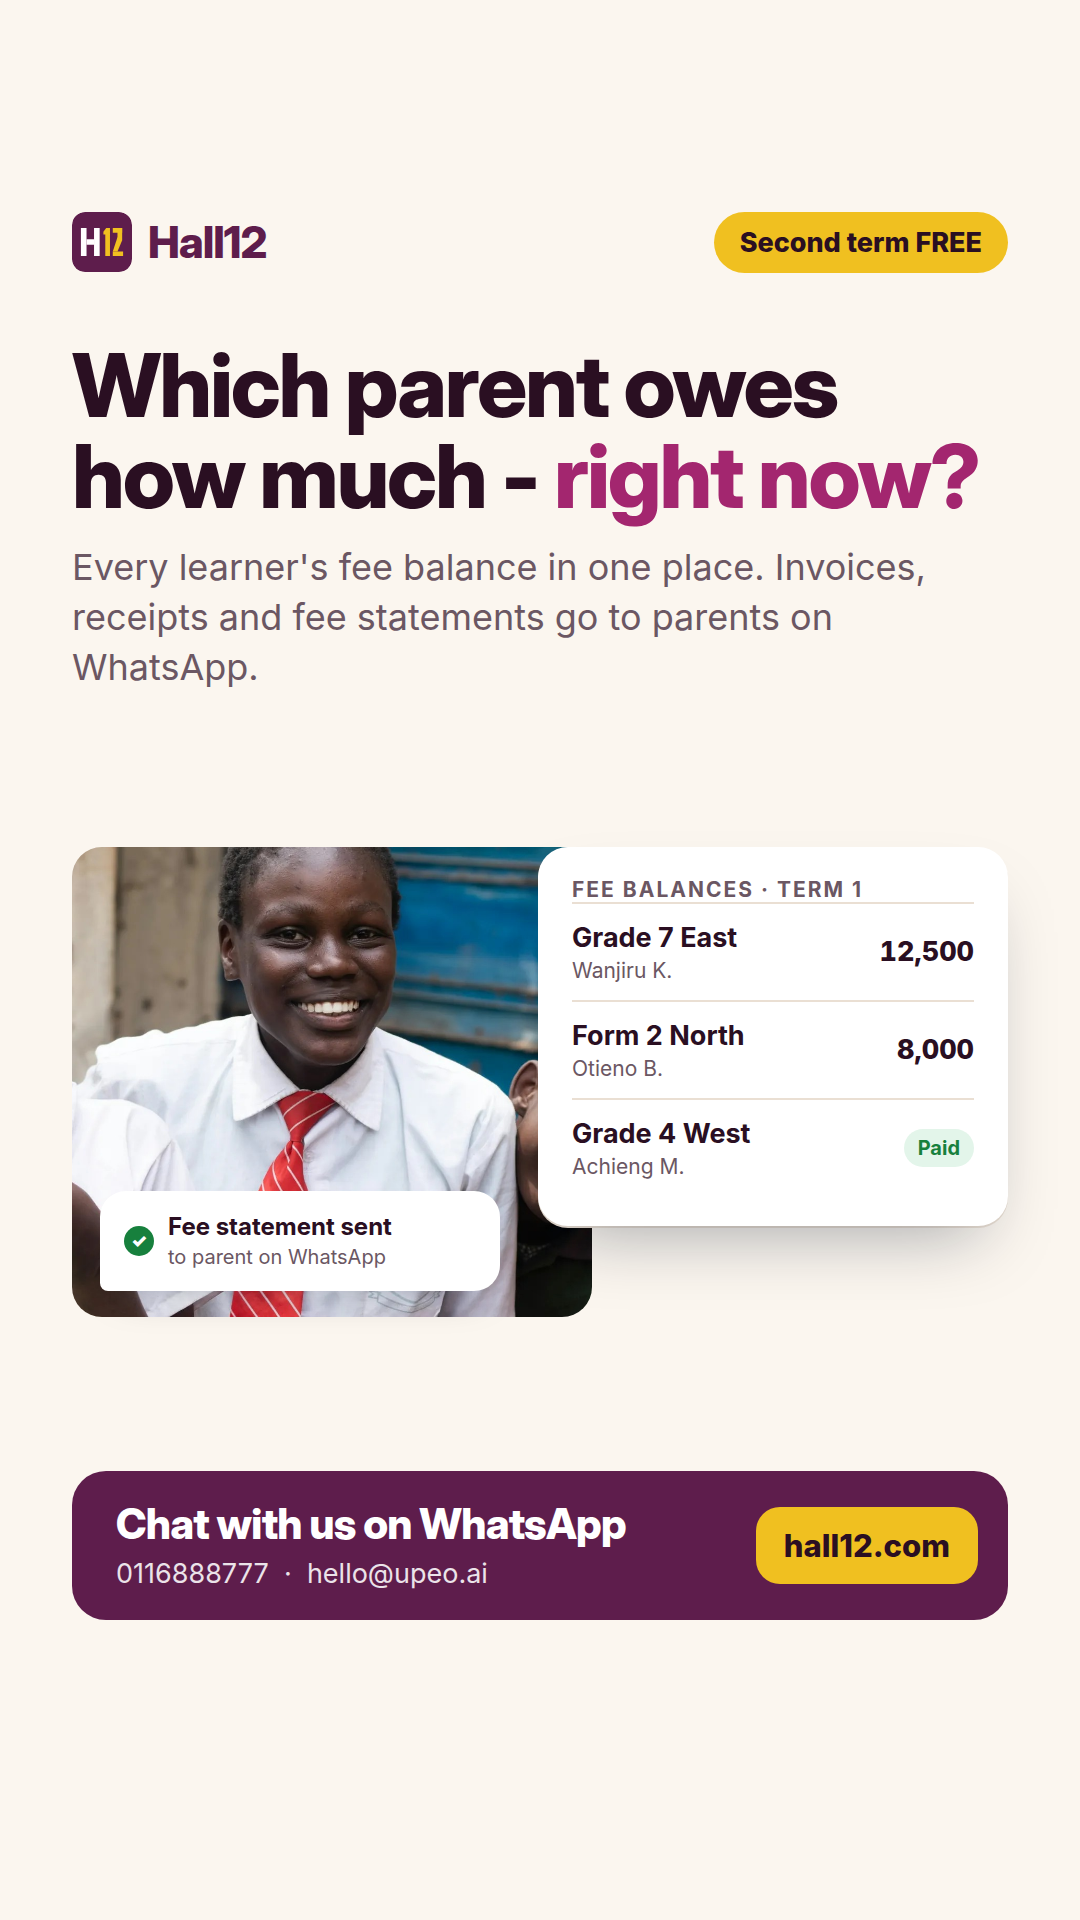 H12 Hall12
Second term FREE
Which parent owes
how much - right now?
Every learner's fee balance in one place. Invoices,
receipts and fee statements go to parents on
WhatsApp.
FEE BALANCES · TERM 1
Grade 7 East
Wanjiru K.
12,500
Form 2 North
Otieno B.
8,000
Grade 4 West
Achieng M.
Paid
Fee statement sent
to parent on WhatsApp
Chat with us on WhatsApp
0116888777 · hello@upeo.ai
hall12.com